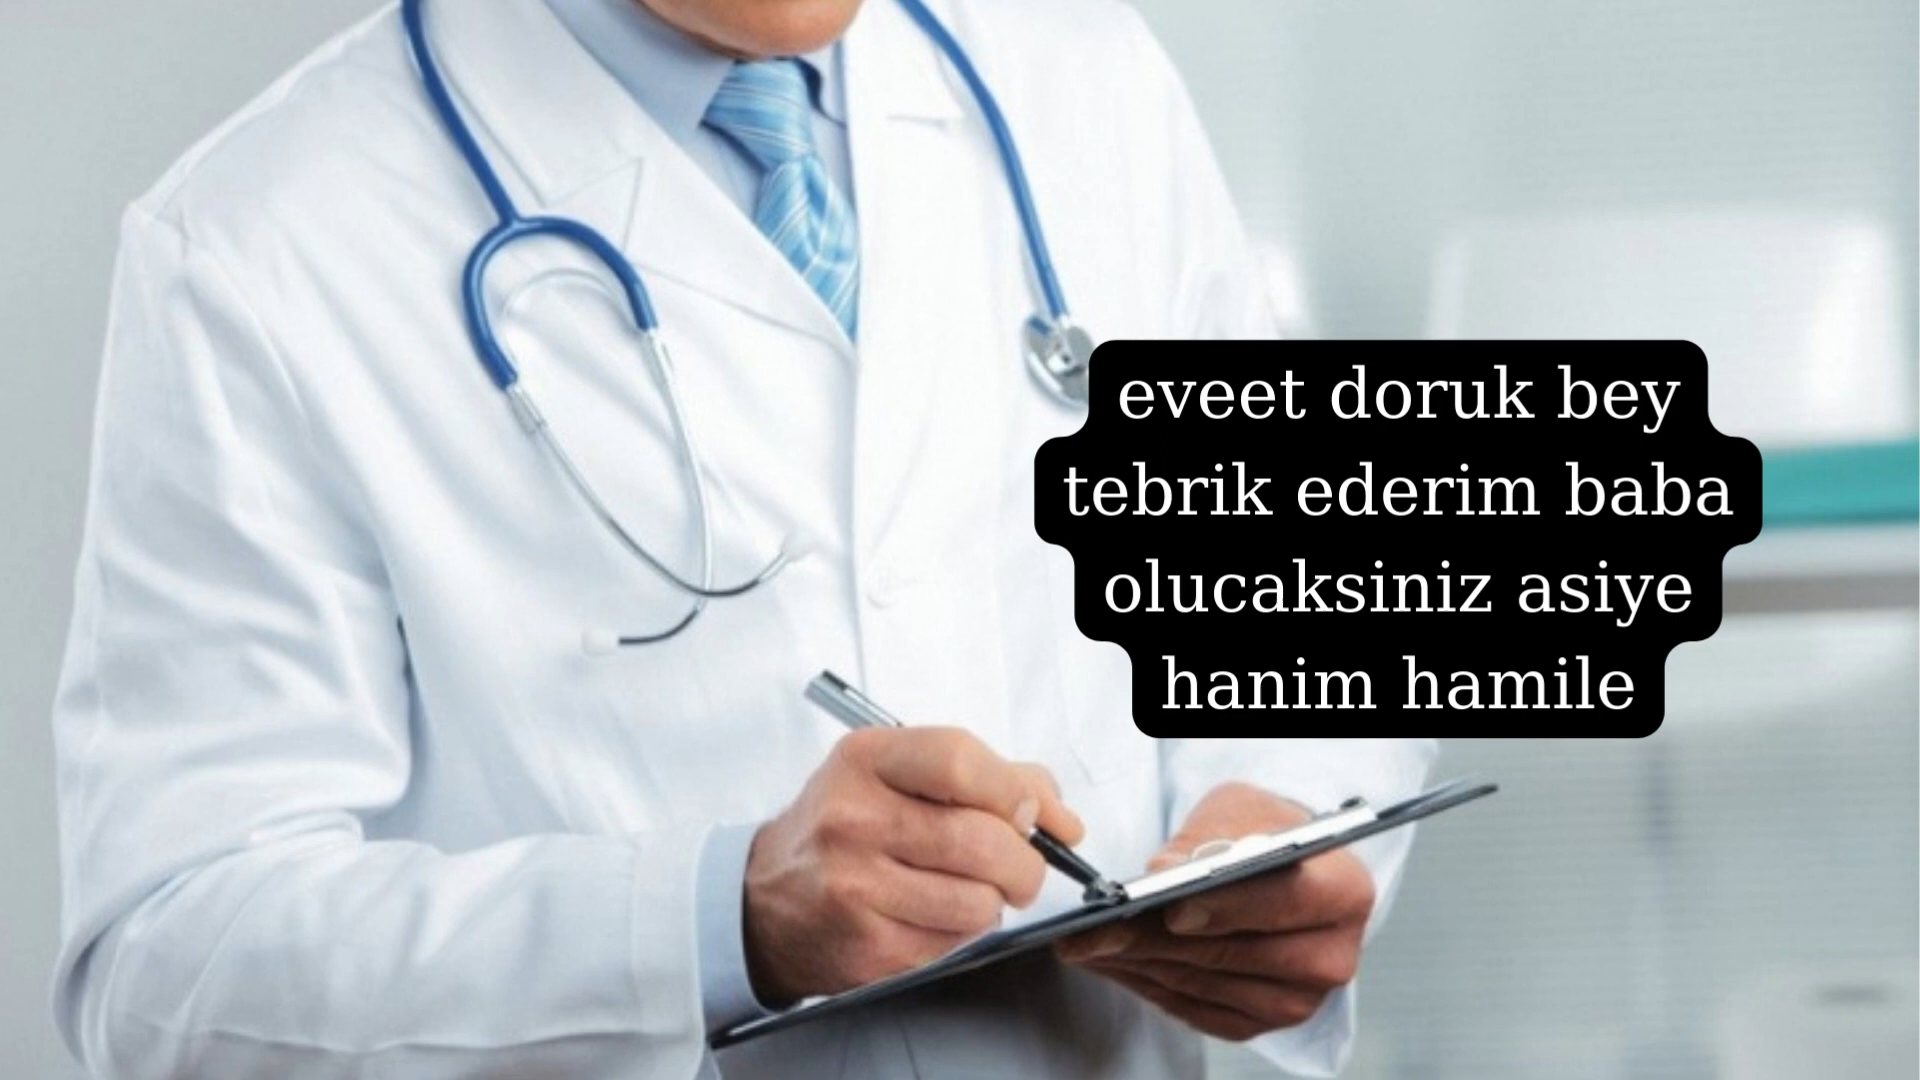 eveet doruk bey
tebrik ederim baba
olucaksiniz asiye
hanim hamile